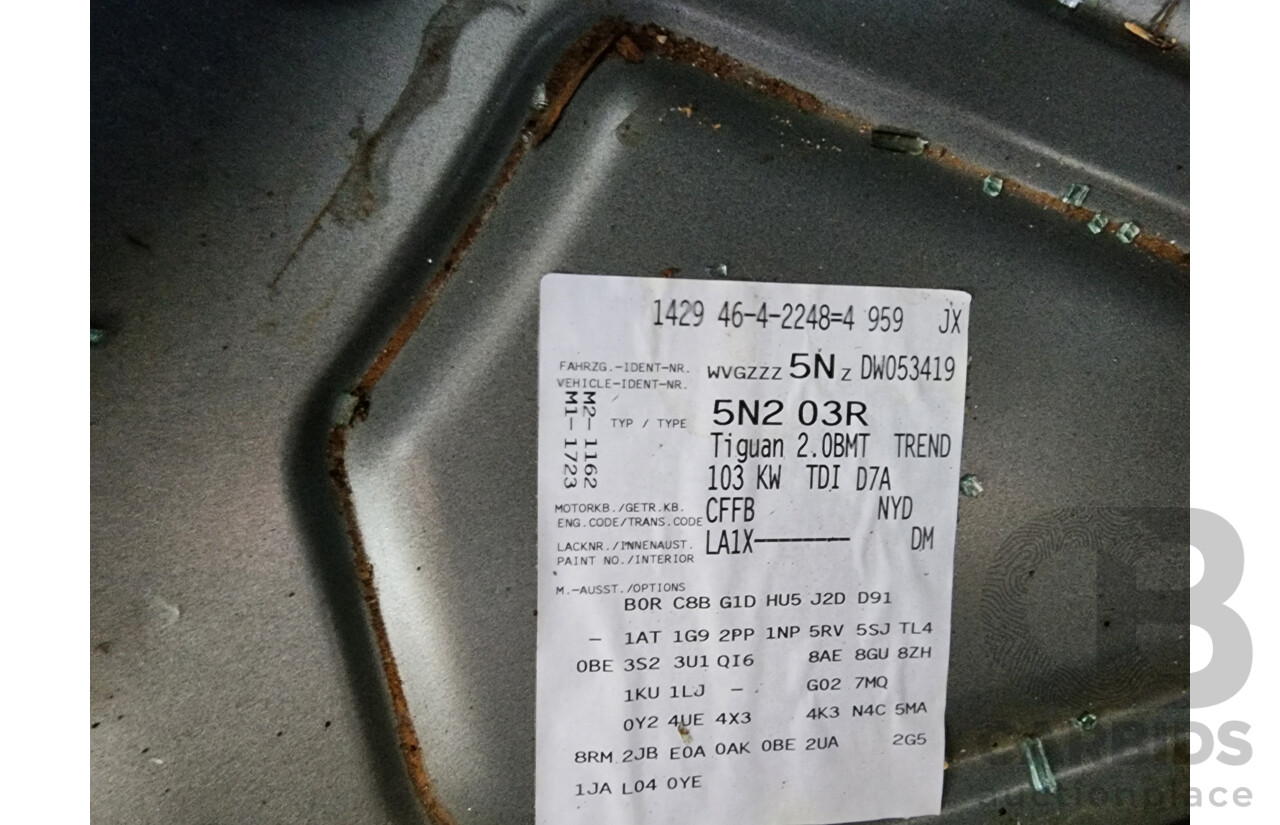 1429 46-4-2248=4 959 JX
FAHRZG.-IDENT-NR.
VEHICLE-IDENT-NR.
WVGZZZ 5N Z DW053419
M2- 1162
M1- 1723
TYP / TYPE 5N2 03R
Tiguan 2.0BMT TREND
103 KW TDI D7A
MOTORKB./GETR.KB.
ENG.CODE/TRANS.CODE
CFFB NYD
LACKNR./INNENAUST.
PAINT NO./INTERIOR
LA1X-------- DM
M.-AUSST./OPTIONS
B0R C8B G1D HU5 J2D D91
- 1AT 1G9 2PP 1NP 5RV 5SJ TL4
0BE 3S2 3U1 QI6 8AE 8GU 8ZH
1KU 1LJ - G02 7MQ
0Y2 4UE 4X3 4K3 N4C 5MA
8RM 2JB E0A 0AK 0BE 2UA 2G5
1JA L04 0YE
CARBIDS
auctionplace